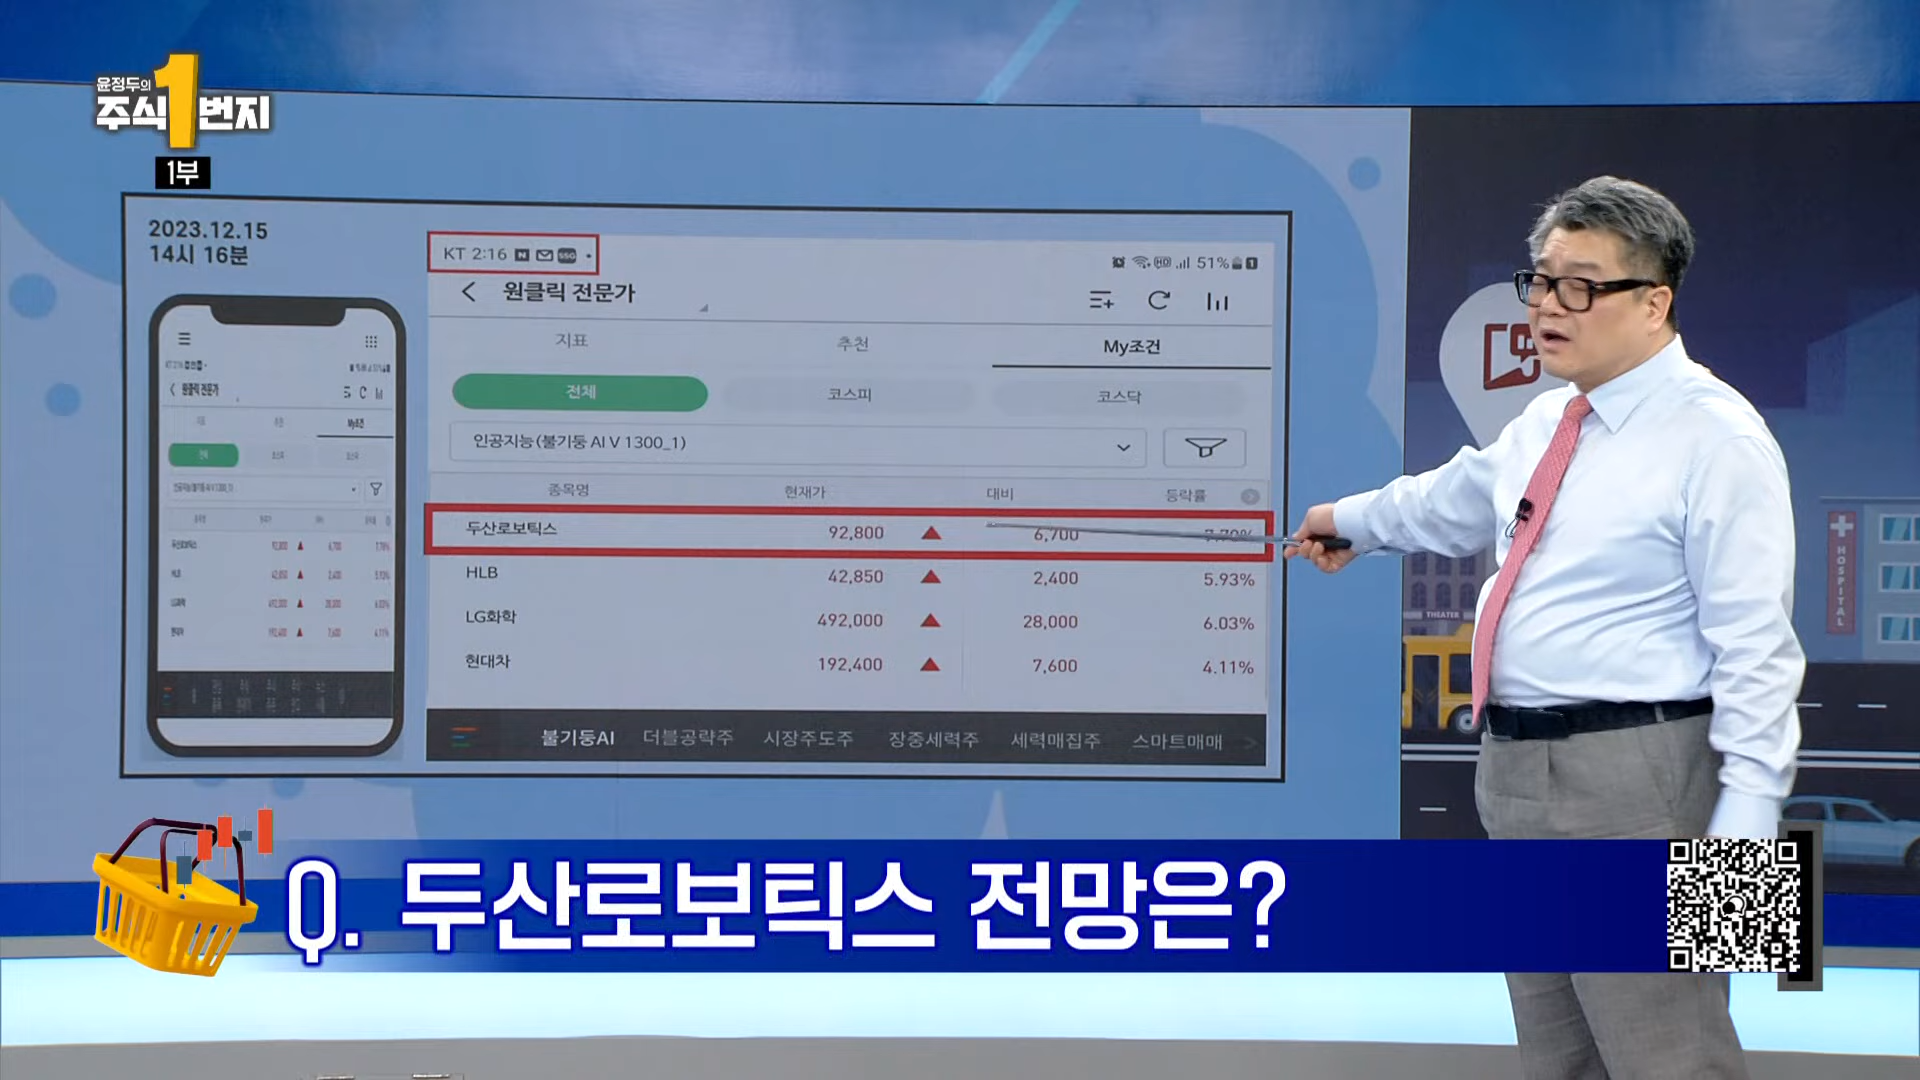 윤정두의
주식1번지
1부
2023.12.15
14시 16분
KT 2:16
51%
원클릭 전문가
지표 추천 My조건
전체 코스피 코스닥
인공지능(불기둥 AI V 1300_1)
종목명 현재가 대비 등락률
두산로보틱스 92,800 ▲ 6,700
HLB 42,850 ▲ 2,400 5.93%
LG화학 492,000 ▲ 28,000 6.03%
현대차 192,400 ▲ 7,600 4.11%
불기둥AI 더블공략주 시장주도주 장중세력주 세력매집주 스마트매매
THEATER
HOSPITAL
Q. 두산로보틱스 전망은?